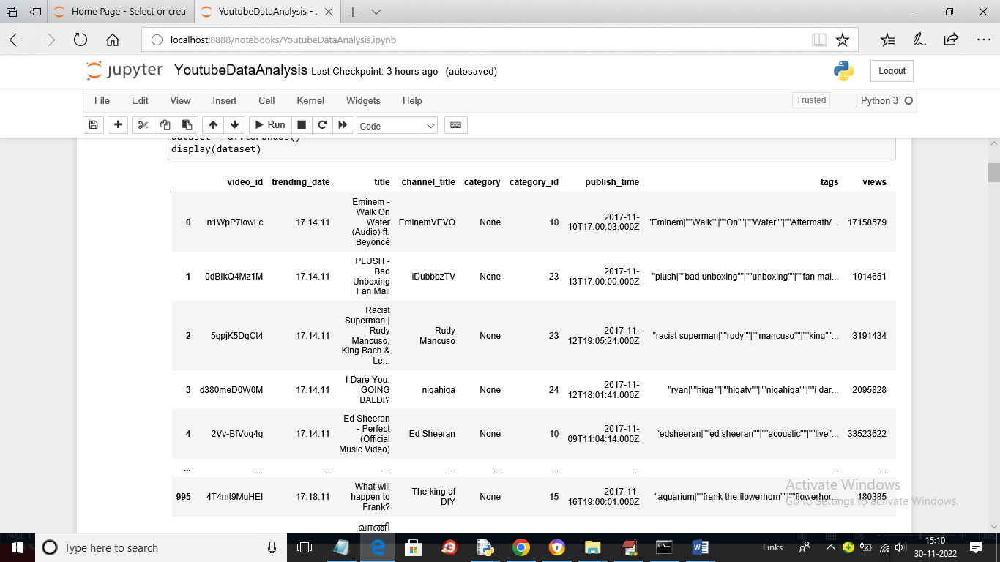 Home Page - Select or creat
YoutubeDataAnalysis - .
localhost:8888/notebooks/YoutubeDataAnalysis.ipynb
jupyter YoutubeDataAnalysis Last Checkpoint: 3 hours ago (autosaved)
Logout
File Edit View Insert Cell Kernel Widgets Help
Trusted
Python 3
Run
Code
dataset = df.toPandas()
display(dataset)
video_id trending_date title channel_title category category_id publish_time tags views
Eminem -
Walk On
0 n1WpP7iowLc 17.14.11 Water EminemVEVO None 10 2017-11-10T17:00:03.000Z "Eminem|""Walk""|""On""|""Water""|""Aftermath/... 17158579
(Audio) ft.
Beyoncé
PLUSH -
Bad
1 0dBIkQ4Mz1M 17.14.11 Unboxing iDubbbzTV None 23 2017-11-13T17:00:00.000Z "plush|""bad unboxing""|""unboxing""|""fan mai... 1014651
Fan Mail
Racist
Superman |
2 5qpjK5DgCt4 17.14.11 Rudy Rudy Mancuso None 23 2017-11-12T19:05:24.000Z "racist superman|""rudy""|""mancuso""|""king""... 3191434
Mancuso,
King Bach &
Le...
I Dare You:
3 d380meD0W0M 17.14.11 GOING nigahiga None 24 2017-11-12T18:01:41.000Z "ryan|""higa""|""higatv""|""nigahiga""|""i dar... 2095828
BALD!?
Ed Sheeran
- Perfect
4 2Vv-BfVoq4g 17.14.11 (Official Ed Sheeran None 10 2017-11-09T11:04:14.000Z "edsheeran|""ed sheeran""|""acoustic""|""live"... 33523622
Music Video)
... ... ... ... ... ... ... ... ... ...
What will
995 4T4mt9MuHEI 17.18.11 happen to The king of DIY None 15 2017-11-16T19:00:01.000Z "aquarium|""frank the flowerhorn""|""flowerhor... 180385
Frank?
வாணி
Activate Windows
Go to Settings to activate Windows.
PAGE 1
100%
Type here to search
Links
15:10
30-11-2022